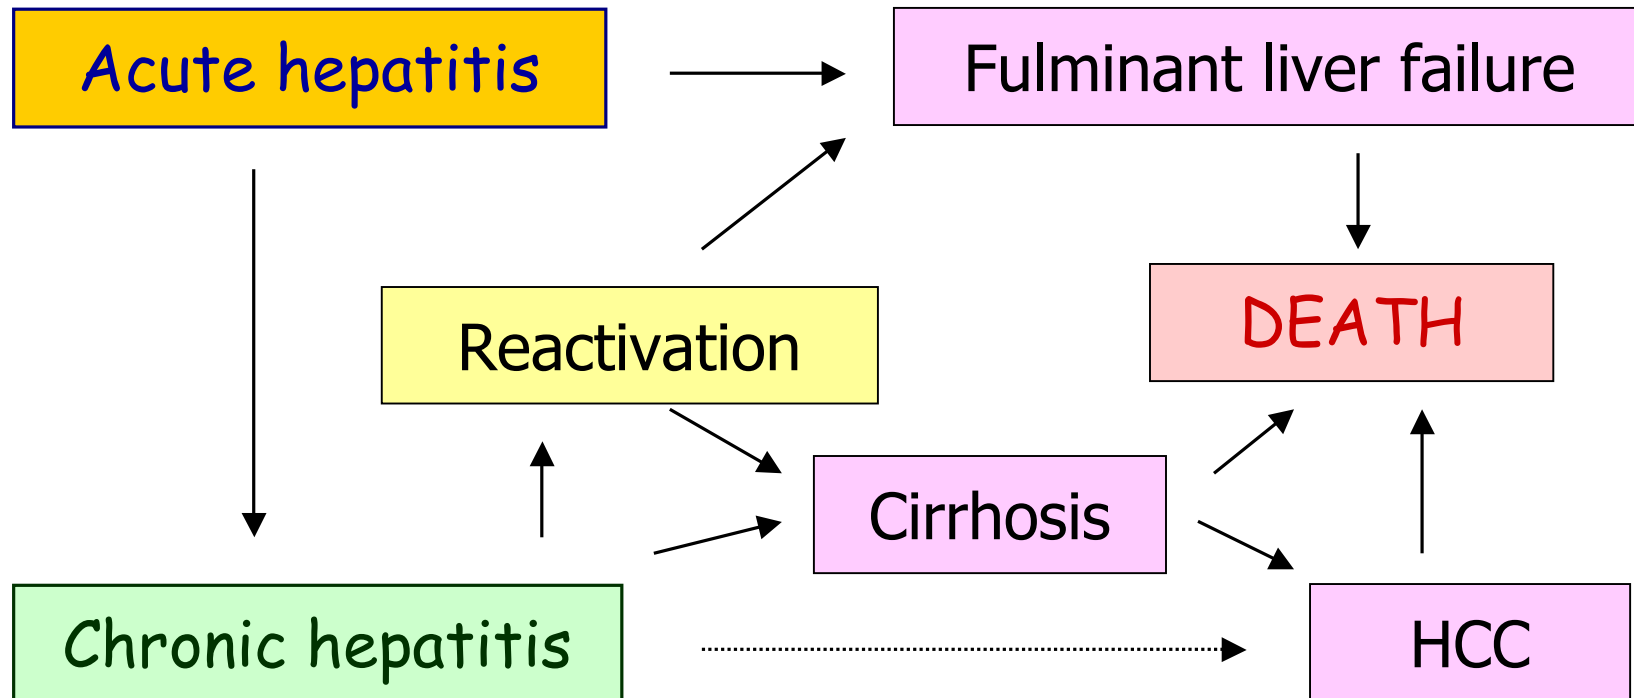 Acute hepatitis
Fulminant liver failure
Reactivation
DEATH
Cirrhosis
Chronic hepatitis
HCC